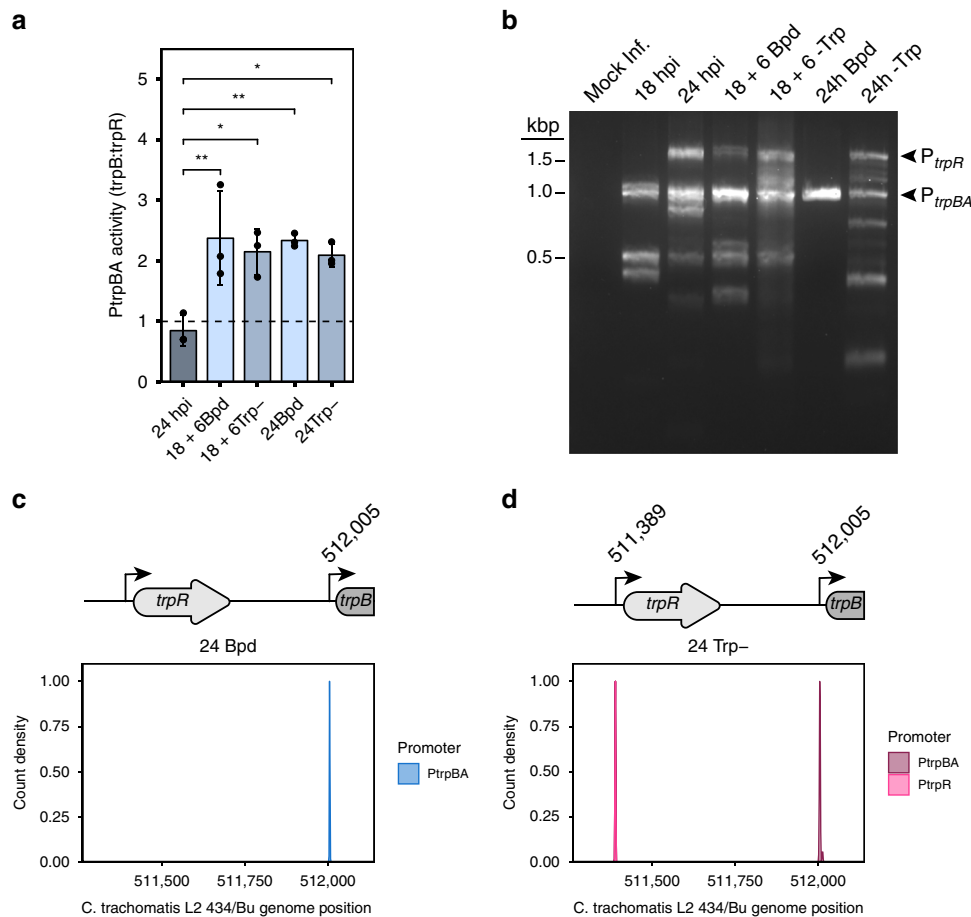 a
PtrpBA activity (trpB:trpR)
5
4
3
2
1
0
*
**
*
**
24 hpi
18 + 6Bpd
18 + 6Trp–
24Bpd
24Trp–
b
Mock Inf.
18 hpi
24 hpi
18 + 6 Bpd
18 + 6 -Trp
24h Bpd
24h -Trp
kbp
1.5
1.0
0.5
PtrpR
PtrpBA
c
512,005
trpR
trpB
24 Bpd
Count density
1.00
0.75
0.50
0.25
0.00
511,500
511,750
512,000
C. trachomatis L2 434/Bu genome position
Promoter
PtrpBA
d
511,389
512,005
trpR
trpB
24 Trp–
Count density
1.00
0.75
0.50
0.25
0.00
511,500
511,750
512,000
C. trachomatis L2 434/Bu genome position
Promoter
PtrpBA
PtrpR